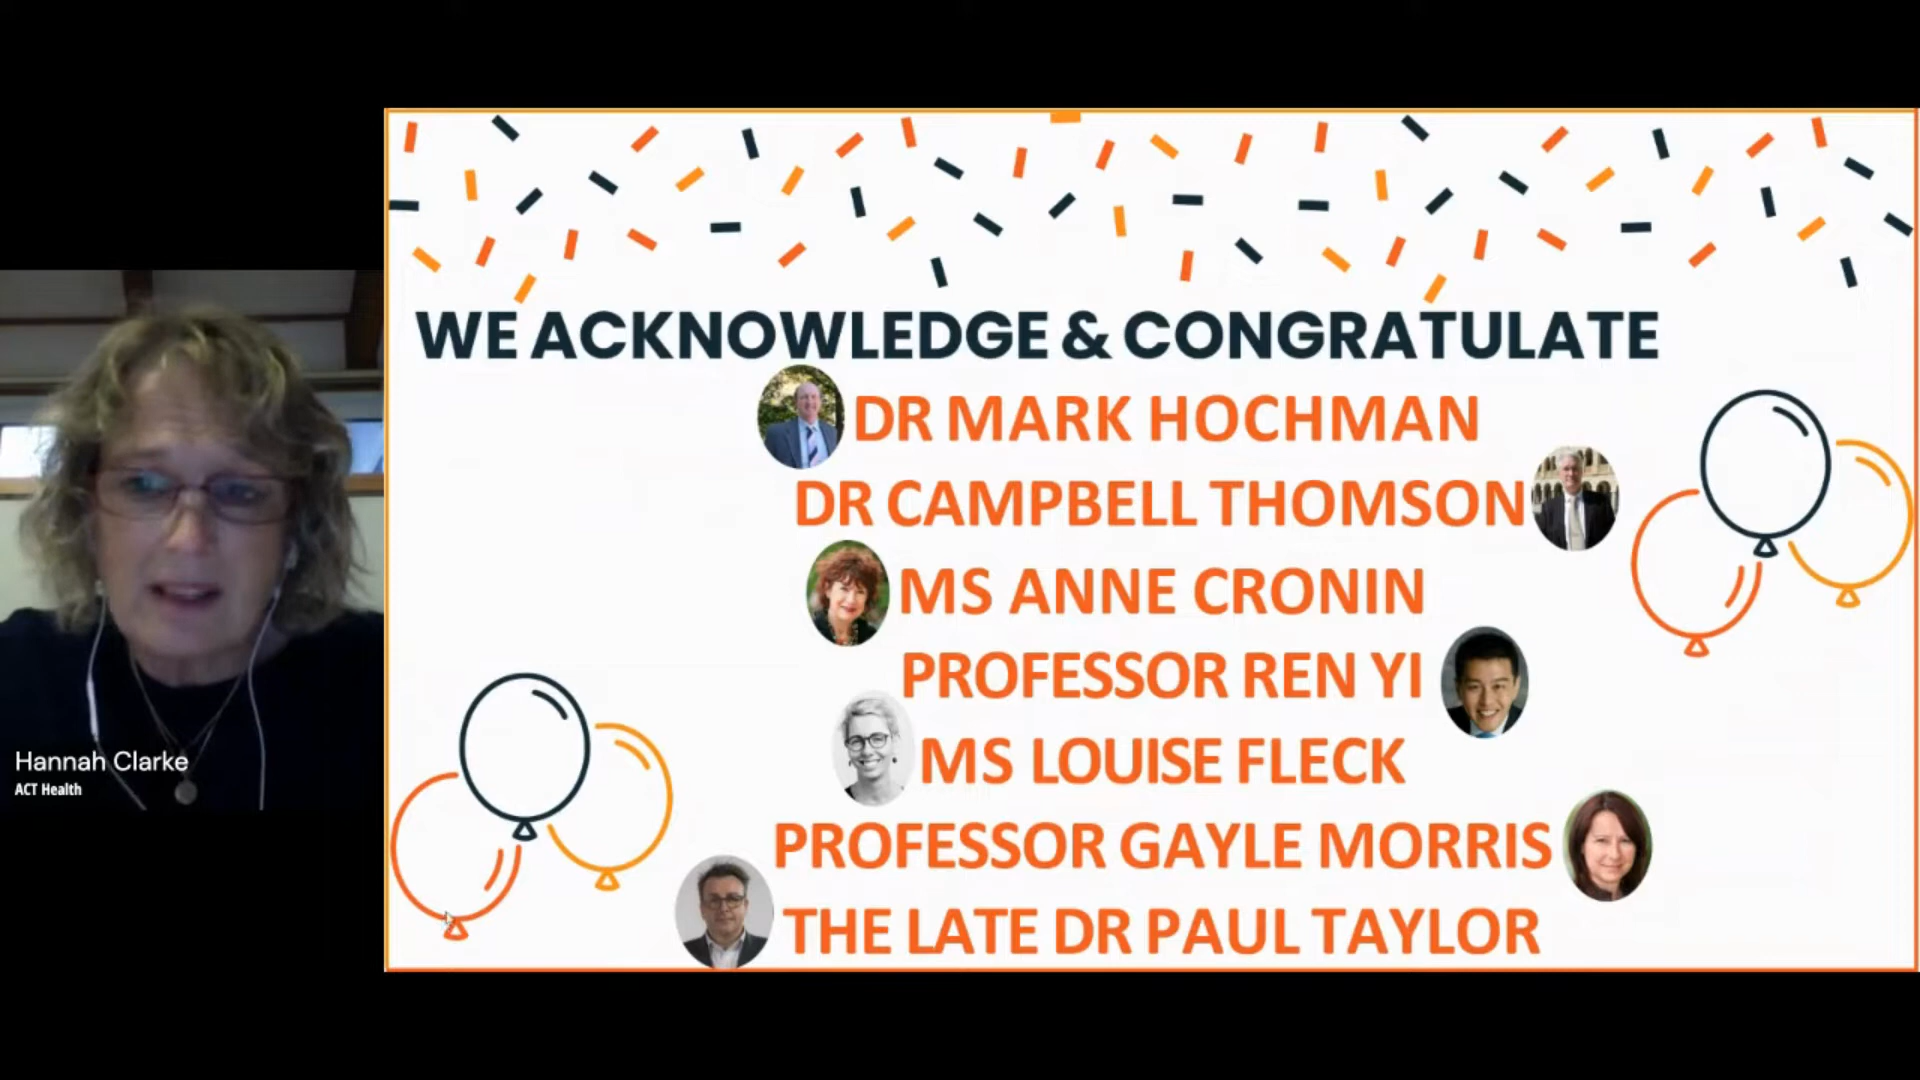 WE ACKNOWLEDGE & CONGRATULATE
DR MARK HOCHMAN
DR CAMPBELL THOMSON
MS ANNE CRONIN
PROFESSOR REN YI
MS LOUISE FLECK
PROFESSOR GAYLE MORRIS
THE LATE DR PAUL TAYLOR
Hannah Clarke
ACT Health